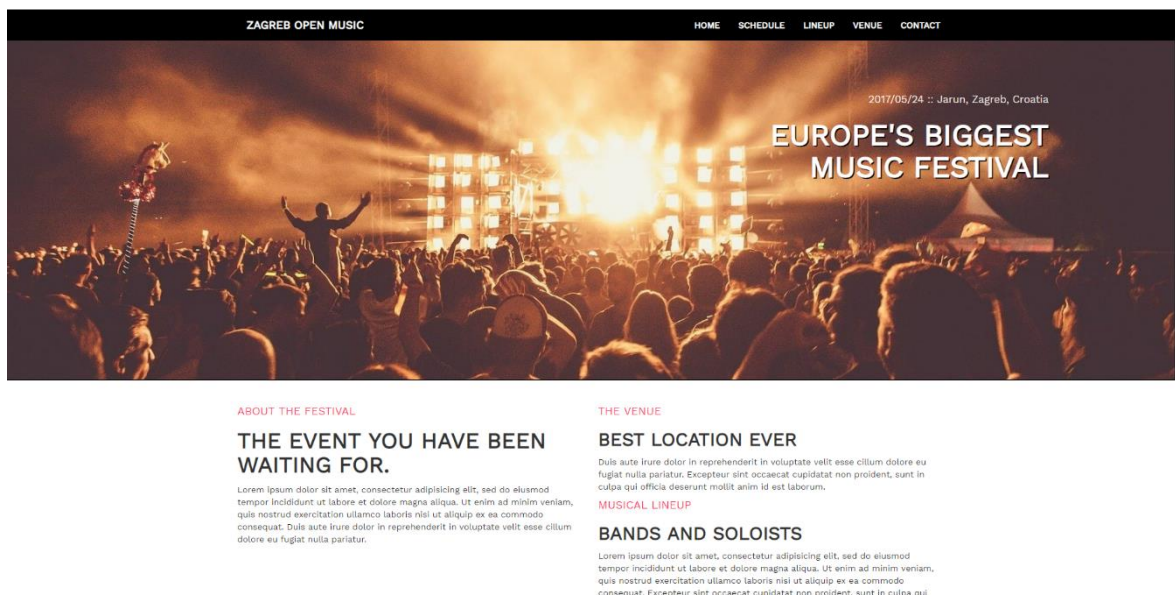 ZAGREB OPEN MUSIC
HOME SCHEDULE LINEUP VENUE CONTACT
2017/05/24 :: Jarun, Zagreb, Croatia
EUROPE'S BIGGEST
MUSIC FESTIVAL
ABOUT THE FESTIVAL
THE EVENT YOU HAVE BEEN
WAITING FOR.
Lorem ipsum dolor sit amet, consectetur adipisicing elit, sed do eiusmod
tempor incididunt ut labore et dolore magna aliqua. Ut enim ad minim veniam,
quis nostrud exercitation ullamco laboris nisi ut aliquip ex ea commodo
consequat. Duis aute irure dolor in reprehenderit in voluptate velit esse cillum
dolore eu fugiat nulla pariatur.
THE VENUE
BEST LOCATION EVER
Duis aute irure dolor in reprehenderit in voluptate velit esse cillum dolore eu
fugiat nulla pariatur. Excepteur sint occaecat cupidatat non proident, sunt in
culpa qui officia deserunt mollit anim id est laborum.
MUSICAL LINEUP
BANDS AND SOLOISTS
Lorem ipsum dolor sit amet, consectetur adipisicing elit, sed do eiusmod
tempor incididunt ut labore et dolore magna aliqua. Ut enim ad minim veniam,
quis nostrud exercitation ullamco laboris nisi ut aliquip ex ea commodo
consequat. Excepteur sint occaecat cupidatat non proident, sunt in culpa qui